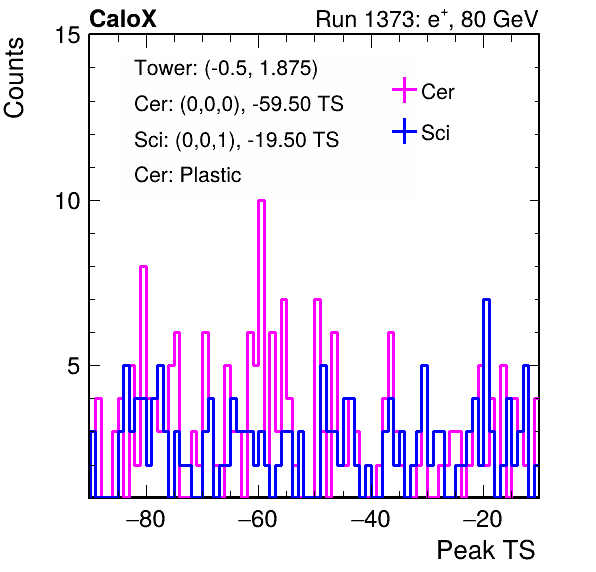 CaloX Run 1373: e⁺, 80 GeV
Counts
15
10
5
Tower: (-0.5, 1.875)
Cer: (0,0,0), -59.50 TS
Sci: (0,0,1), -19.50 TS
Cer: Plastic
Cer
Sci
−80 −60 −40 −20
Peak TS